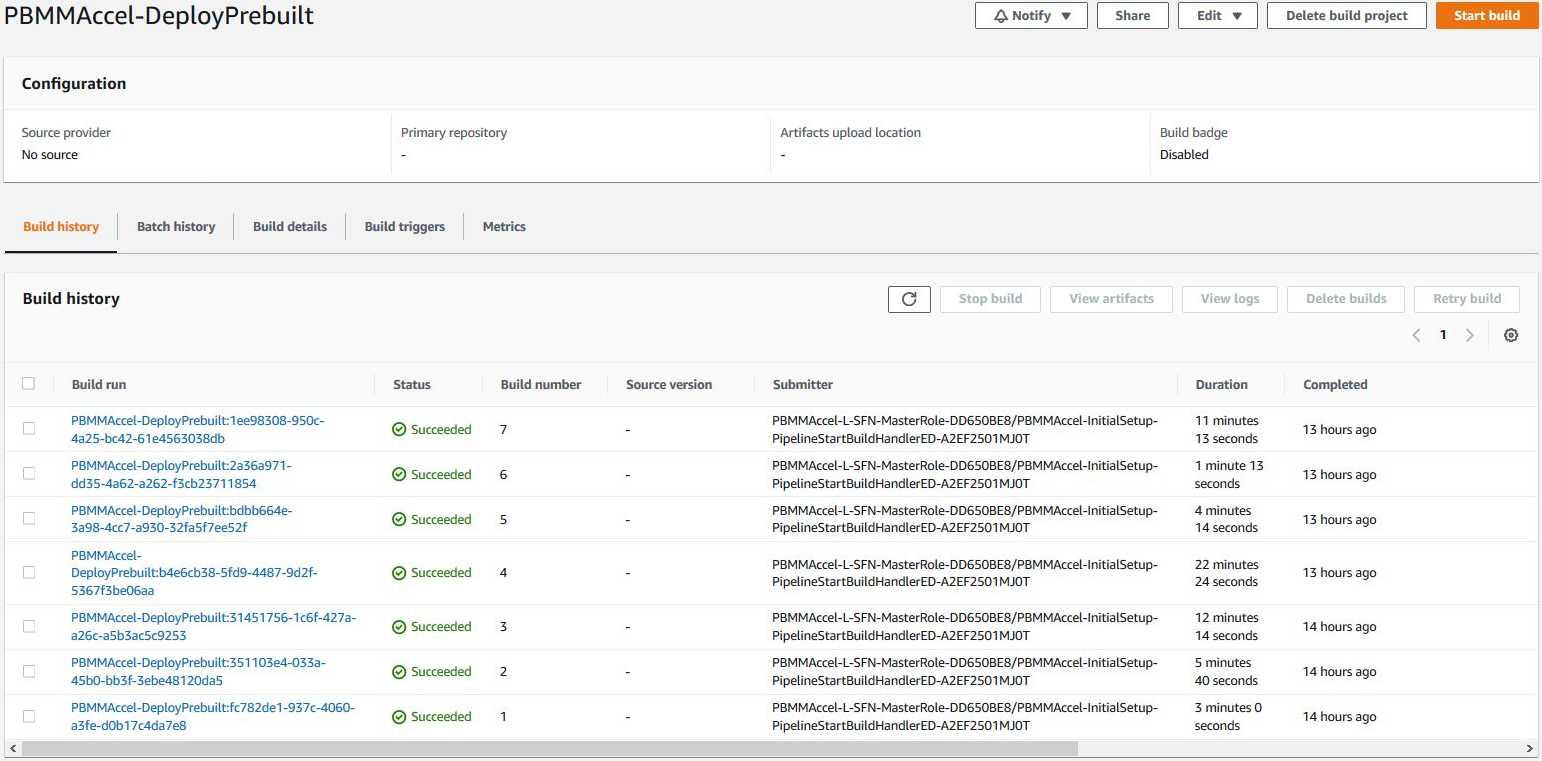 PBMMAccel-DeployPrebuilt
Notify
Share
Edit
Delete build project
Start build
Configuration
Source provider
No source
Primary repository
-
Artifacts upload location
-
Build badge
Disabled
Build history
Batch history
Build details
Build triggers
Metrics
Build history
Stop build
View artifacts
View logs
Delete builds
Retry build
1
Build run
Status
Build number
Source version
Submitter
Duration
Completed
PBMMAccel-DeployPrebuilt:1ee98308-950c-
4a25-bc42-61e4563038db
Succeeded
7
-
PBMMAccel-L-SFN-MasterRole-DD650BE8/PBMMAccel-InitialSetup-
PipelineStartBuildHandlerED-A2EF2501MJ0T
11 minutes
13 seconds
13 hours ago
PBMMAccel-DeployPrebuilt:2a36a971-
dd35-4a62-a262-f3cb23711854
Succeeded
6
-
PBMMAccel-L-SFN-MasterRole-DD650BE8/PBMMAccel-InitialSetup-
PipelineStartBuildHandlerED-A2EF2501MJ0T
1 minute 13
seconds
13 hours ago
PBMMAccel-DeployPrebuilt:bdbb664e-
3a98-4cc7-a930-32fa5f7ee52f
Succeeded
5
-
PBMMAccel-L-SFN-MasterRole-DD650BE8/PBMMAccel-InitialSetup-
PipelineStartBuildHandlerED-A2EF2501MJ0T
4 minutes
14 seconds
13 hours ago
PBMMAccel-
DeployPrebuilt:b4e6cb38-5fd9-4487-9d2f-
5367f3be06aa
Succeeded
4
-
PBMMAccel-L-SFN-MasterRole-DD650BE8/PBMMAccel-InitialSetup-
PipelineStartBuildHandlerED-A2EF2501MJ0T
22 minutes
24 seconds
13 hours ago
PBMMAccel-DeployPrebuilt:31451756-1c6f-427a-
a26c-a5b3ac5c9253
Succeeded
3
-
PBMMAccel-L-SFN-MasterRole-DD650BE8/PBMMAccel-InitialSetup-
PipelineStartBuildHandlerED-A2EF2501MJ0T
12 minutes
14 seconds
14 hours ago
PBMMAccel-DeployPrebuilt:351103e4-033a-
45b0-bb3f-3ebe48120da5
Succeeded
2
-
PBMMAccel-L-SFN-MasterRole-DD650BE8/PBMMAccel-InitialSetup-
PipelineStartBuildHandlerED-A2EF2501MJ0T
5 minutes
40 seconds
14 hours ago
PBMMAccel-DeployPrebuilt:fc782de1-937c-4060-
a3fe-d0b17c4da7e8
Succeeded
1
-
PBMMAccel-L-SFN-MasterRole-DD650BE8/PBMMAccel-InitialSetup-
PipelineStartBuildHandlerED-A2EF2501MJ0T
3 minutes 0
seconds
14 hours ago